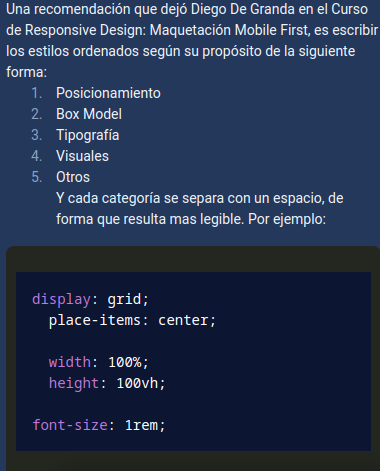 Una recomendación que dejó Diego De Granda en el Curso
de Responsive Design: Maquetación Mobile First, es escribir
los estilos ordenados según su propósito de la siguiente
forma:
1. Posicionamiento
2. Box Model
3. Tipografía
4. Visuales
5. Otros
Y cada categoría se separa con un espacio, de
forma que resulta mas legible. Por ejemplo:
display: grid;
place-items: center;
width: 100%;
height: 100vh;
font-size: 1rem;